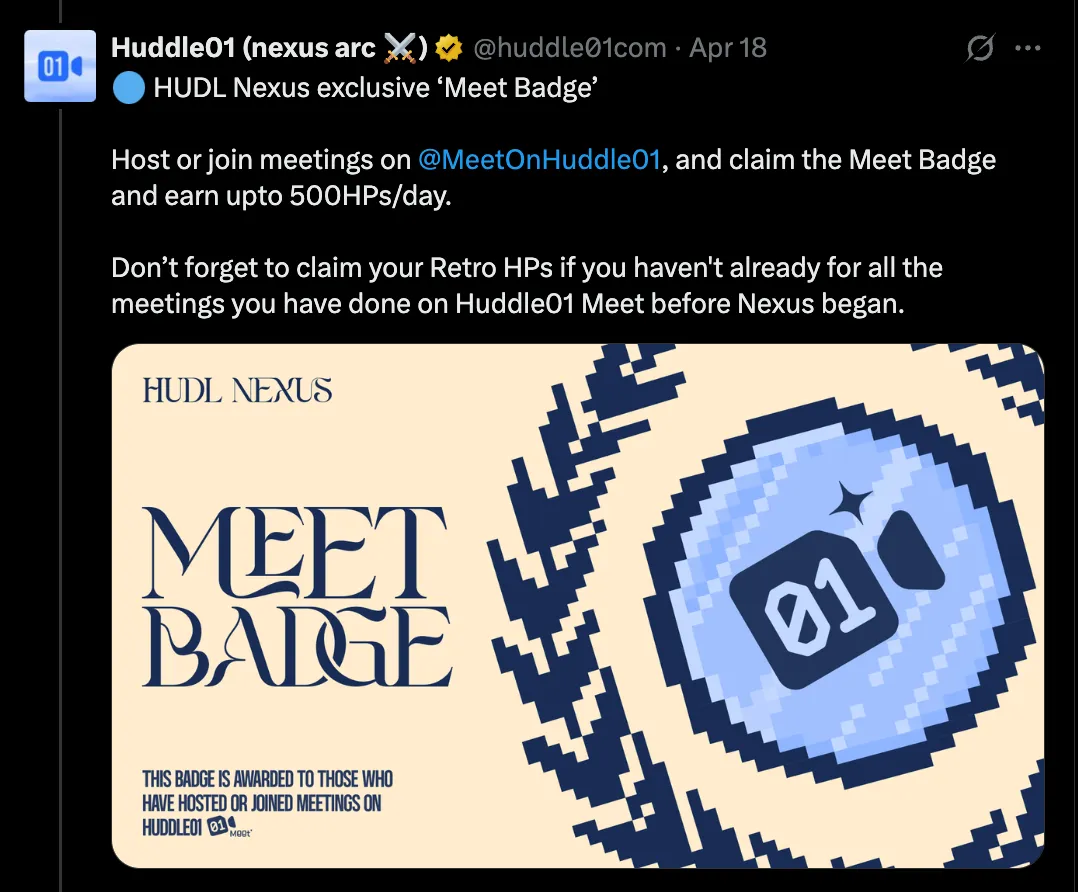 Huddle01 (nexus arc ⚔️) @huddle01com · Apr 18
🔵 HUDL Nexus exclusive ‘Meet Badge’
Host or join meetings on @MeetOnHuddle01, and claim the Meet Badge
and earn upto 500HPs/day.
Don’t forget to claim your Retro HPs if you haven't already for all the
meetings you have done on Huddle01 Meet before Nexus began.
HUDL NEXUS
MEET
BADGE
01
THIS BADGE IS AWARDED TO THOSE WHO
HAVE HOSTED OR JOINED MEETINGS ON
HUDDLE01 01 Meet
01